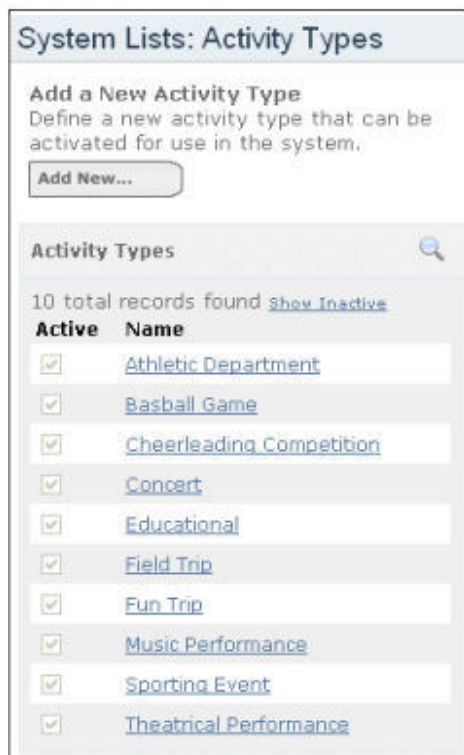 System Lists: Activity Types
Add a New Activity Type
Define a new activity type that can be
activated for use in the system.
Add New...
Activity Types
10 total records found Show Inactive
Active Name
Athletic Department
Basball Game
Cheerleading Competition
Concert
Educational
Field Trip
Fun Trip
Music Performance
Sporting Event
Theatrical Performance